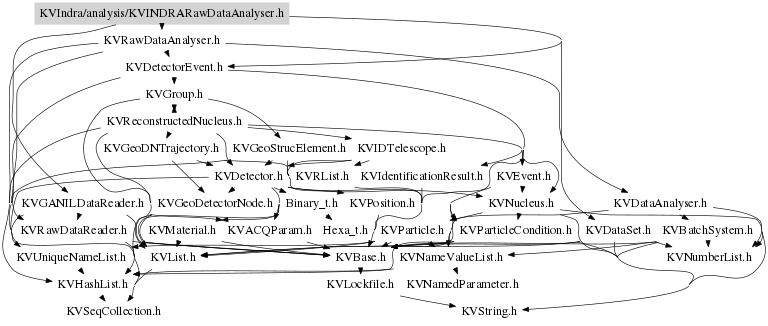 KVIndra/analysis/KVINDRARawDataAnalyser.h
KVRawDataAnalyser.h
KVDetectorEvent.h
KVGroup.h
KVReconstructedNucleus.h
KVGeoDNTrajectory.h KVGeoStrucElement.h KVIDTelescope.h
KVDetector.h KVRList.h KVIdentificationResult.h KVEvent.h
KVGANILDataReader.h KVGeoDetectorNode.h Binary_t.h KVPosition.h KVNucleus.h KVDataAnalyser.h
KVRawDataReader.h KVMaterial.h KVACQParam.h Hexa_t.h KVParticle.h KVParticleCondition.h KVDataSet.h KVBatchSystem.h
KVUniqueNameList.h KVList.h KVBase.h KVNameValueList.h KVNumberList.h
KVHashList.h KVLockfile.h KVNamedParameter.h
KVSeqCollection.h KVString.h